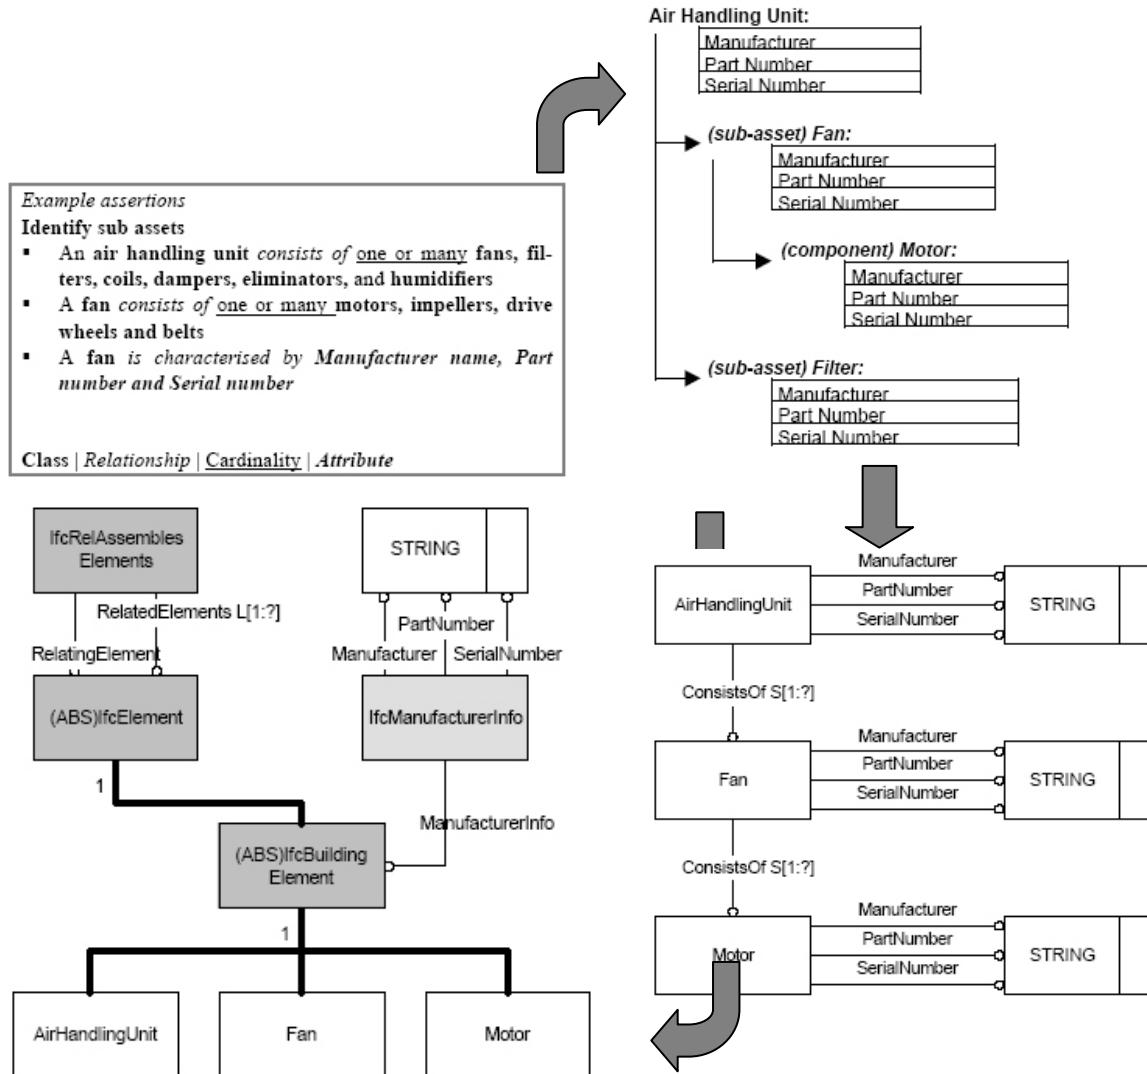 Example assertions
Identify sub assets
▪ An air handling unit consists of one or many fans, fil-
ters, coils, dampers, eliminators, and humidifiers
▪ A fan consists of one or many motors, impellers, drive
wheels and belts
▪ A fan is characterised by Manufacturer name, Part
number and Serial number
Class | Relationship | Cardinality | Attribute
Air Handling Unit:
Manufacturer
Part Number
Serial Number
(sub-asset) Fan:
Manufacturer
Part Number
Serial Number
(component) Motor:
Manufacturer
Part Number
Serial Number
(sub-asset) Filter:
Manufacturer
Part Number
Serial Number
AirHandlingUnit
Manufacturer
PartNumber
SerialNumber
STRING
ConsistsOf S[1:?]
Fan
Manufacturer
PartNumber
SerialNumber
STRING
ConsistsOf S[1:?]
Motor
Manufacturer
PartNumber
SerialNumber
STRING
IfcRelAssembles
Elements
RelatedElements L[1:?]
RelatingElement
(ABS)IfcElement
1
STRING
PartNumber
Manufacturer
SerialNumber
IfcManufacturerInfo
ManufacturerInfo
(ABS)IfcBuilding
Element
1
AirHandlingUnit
Fan
Motor